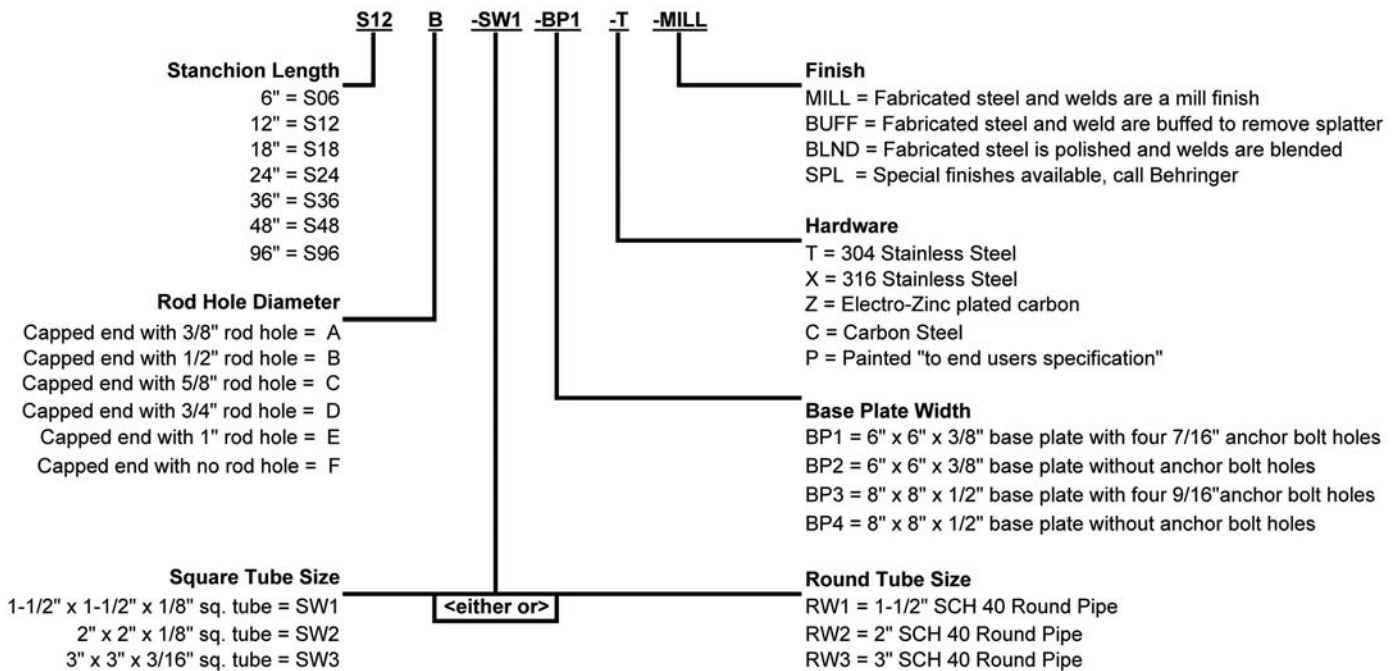 S12 B -SW1 -BP1 -T -MILL
Stanchion Length
6" = S06
12" = S12
18" = S18
24" = S24
36" = S36
48" = S48
96" = S96
Rod Hole Diameter
Capped end with 3/8" rod hole = A
Capped end with 1/2" rod hole = B
Capped end with 5/8" rod hole = C
Capped end with 3/4" rod hole = D
Capped end with 1" rod hole = E
Capped end with no rod hole = F
Square Tube Size
1-1/2" x 1-1/2" x 1/8" sq. tube = SW1
2" x 2" x 1/8" sq. tube = SW2
3" x 3" x 3/16" sq. tube = SW3
<either or>
Finish
MILL = Fabricated steel and welds are a mill finish
BUFF = Fabricated steel and weld are buffed to remove splatter
BLND = Fabricated steel is polished and welds are blended
SPL = Special finishes available, call Behringer
Hardware
T = 304 Stainless Steel
X = 316 Stainless Steel
Z = Electro-Zinc plated carbon
C = Carbon Steel
P = Painted "to end users specification"
Base Plate Width
BP1 = 6" x 6" x 3/8" base plate with four 7/16" anchor bolt holes
BP2 = 6" x 6" x 3/8" base plate without anchor bolt holes
BP3 = 8" x 8" x 1/2" base plate with four 9/16"anchor bolt holes
BP4 = 8" x 8" x 1/2" base plate without anchor bolt holes
Round Tube Size
RW1 = 1-1/2" SCH 40 Round Pipe
RW2 = 2" SCH 40 Round Pipe
RW3 = 3" SCH 40 Round Pipe